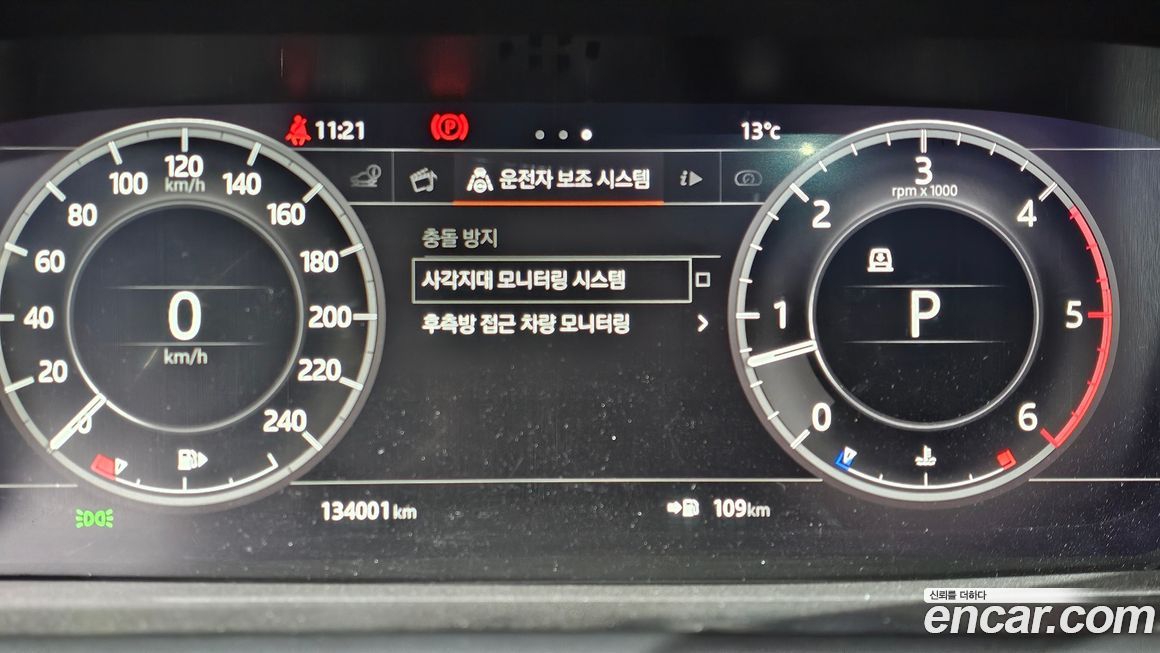 11:21
13°C
운전자 보조 시스템
i
충돌 방지
사각지대 모니터링 시스템
후측방 접근 차량 모니터링
0 20 40 60 80 100 120 140 160 180 200 220 240
km/h
0
km/h
0 1 2 3 4 5 6
rpm x 1000
P
P
134001 km
109km
신뢰를 더하다
encar.com